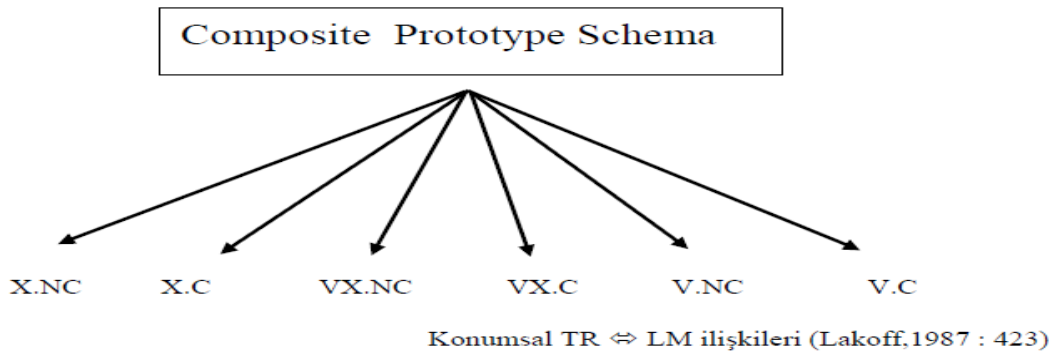 Composite Prototype Schema
X.NC X.C VX.NC VX.C V.NC V.C
Konumsal TR ⇔ LM ilişkileri (Lakoff,1987 : 423)